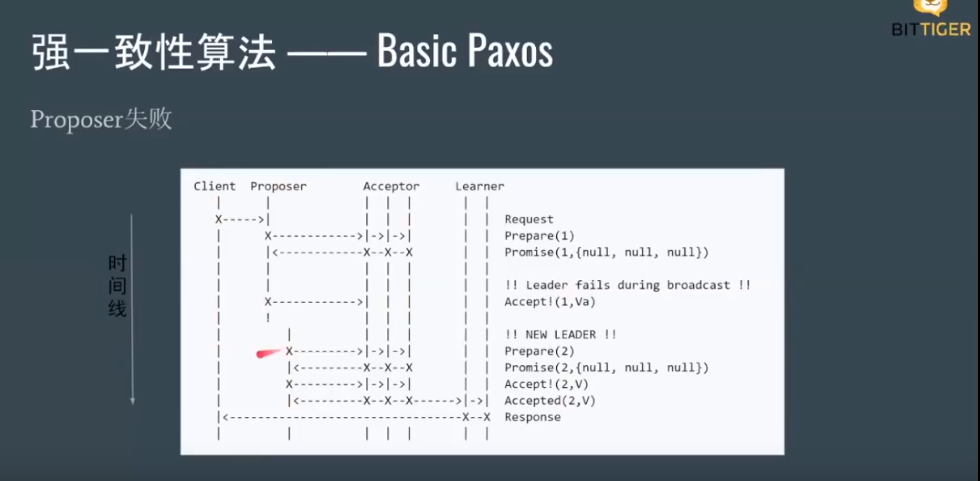 BITTIGER
强一致性算法 —— Basic Paxos
Proposer失败
时间线
Client Proposer Acceptor Learner
Request
Prepare(1)
Promise(1,{null, null, null})
!! Leader fails during broadcast !!
Accept!(1,Va)
!! NEW LEADER !!
Prepare(2)
Promise(2,{null, null, null})
Accept!(2,V)
Accepted(2,V)
Response